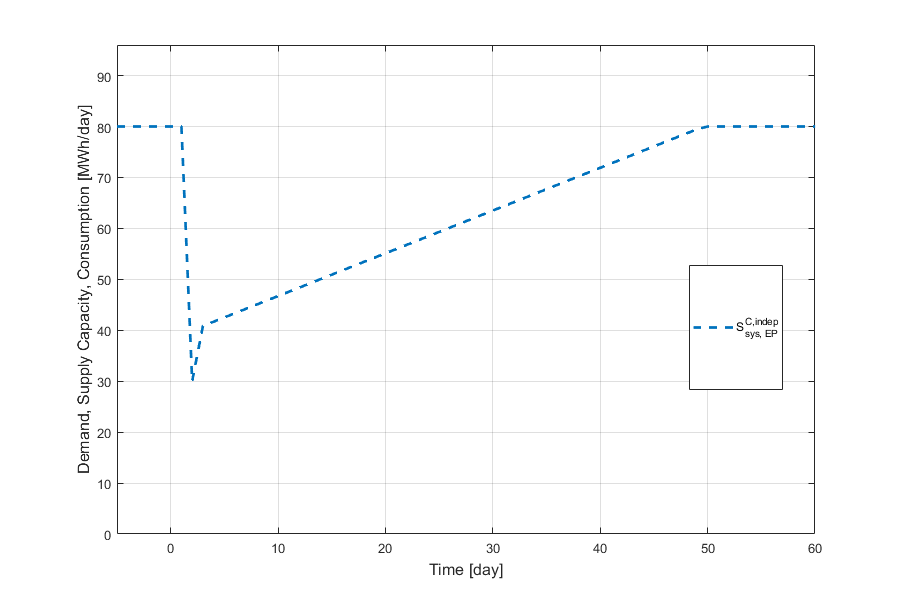 Demand, Supply Capacity, Consumption [MWh/day]
90
80
70
60
50
40
30
20
10
0
S C,indep sys, EP
0 10 20 30 40 50 60
Time [day]